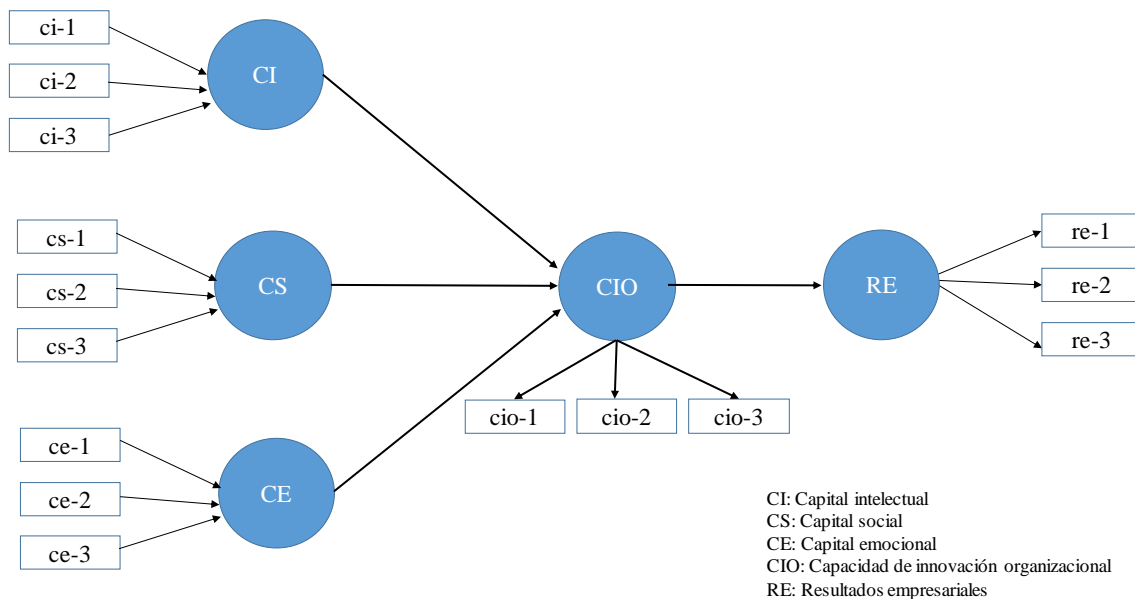 ci-1
ci-2
ci-3
CI
cs-1
cs-2
cs-3
CS
ce-1
ce-2
ce-3
CE
CIO
cio-1
cio-2
cio-3
RE
re-1
re-2
re-3
CI: Capital intelectual
CS: Capital social
CE: Capital emocional
CIO: Capacidad de innovación organizacional
RE: Resultados empresariales